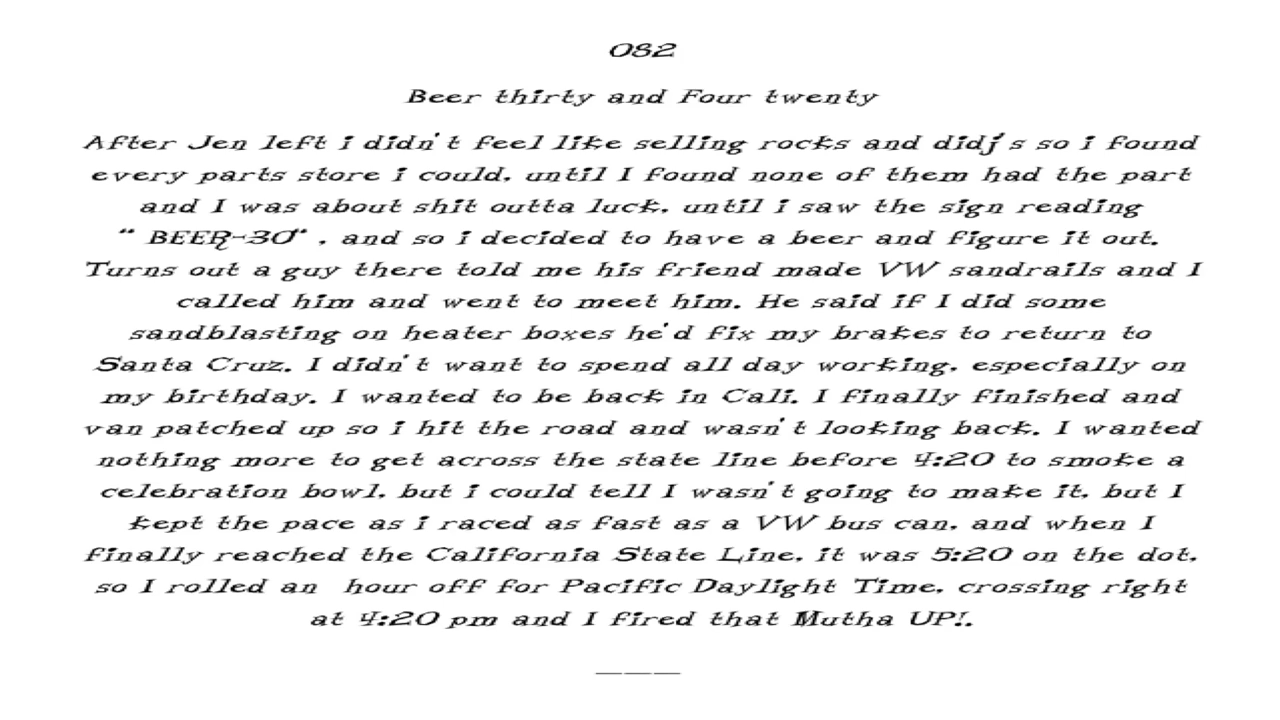 082
Beer thirty and Four twenty
After Jen left i didn't feel like selling rocks and didj's so i found
every parts store i could, until I found none of them had the part
and I was about shit outta luck, until i saw the sign reading
“ BEER-30” , and so i decided to have a beer and figure it out.
Turns out a guy there told me his friend made VW sandrails and I
called him and went to meet him. He said if I did some
sandblasting on heater boxes he'd fix my brakes to return to
Santa Cruz. I didn't want to spend all day working, especially on
my birthday. I wanted to be back in Cali. I finally finished and
van patched up so i hit the road and wasn't looking back. I wanted
nothing more to get across the state line before 4:20 to smoke a
celebration bowl, but i could tell I wasn't going to make it, but I
kept the pace as i raced as fast as a VW bus can, and when I
finally reached the California State Line, it was 5:20 on the dot,
so I rolled an  hour off for Pacific Daylight Time, crossing right
at 4:20 pm and I fired that Mutha UP!.
___